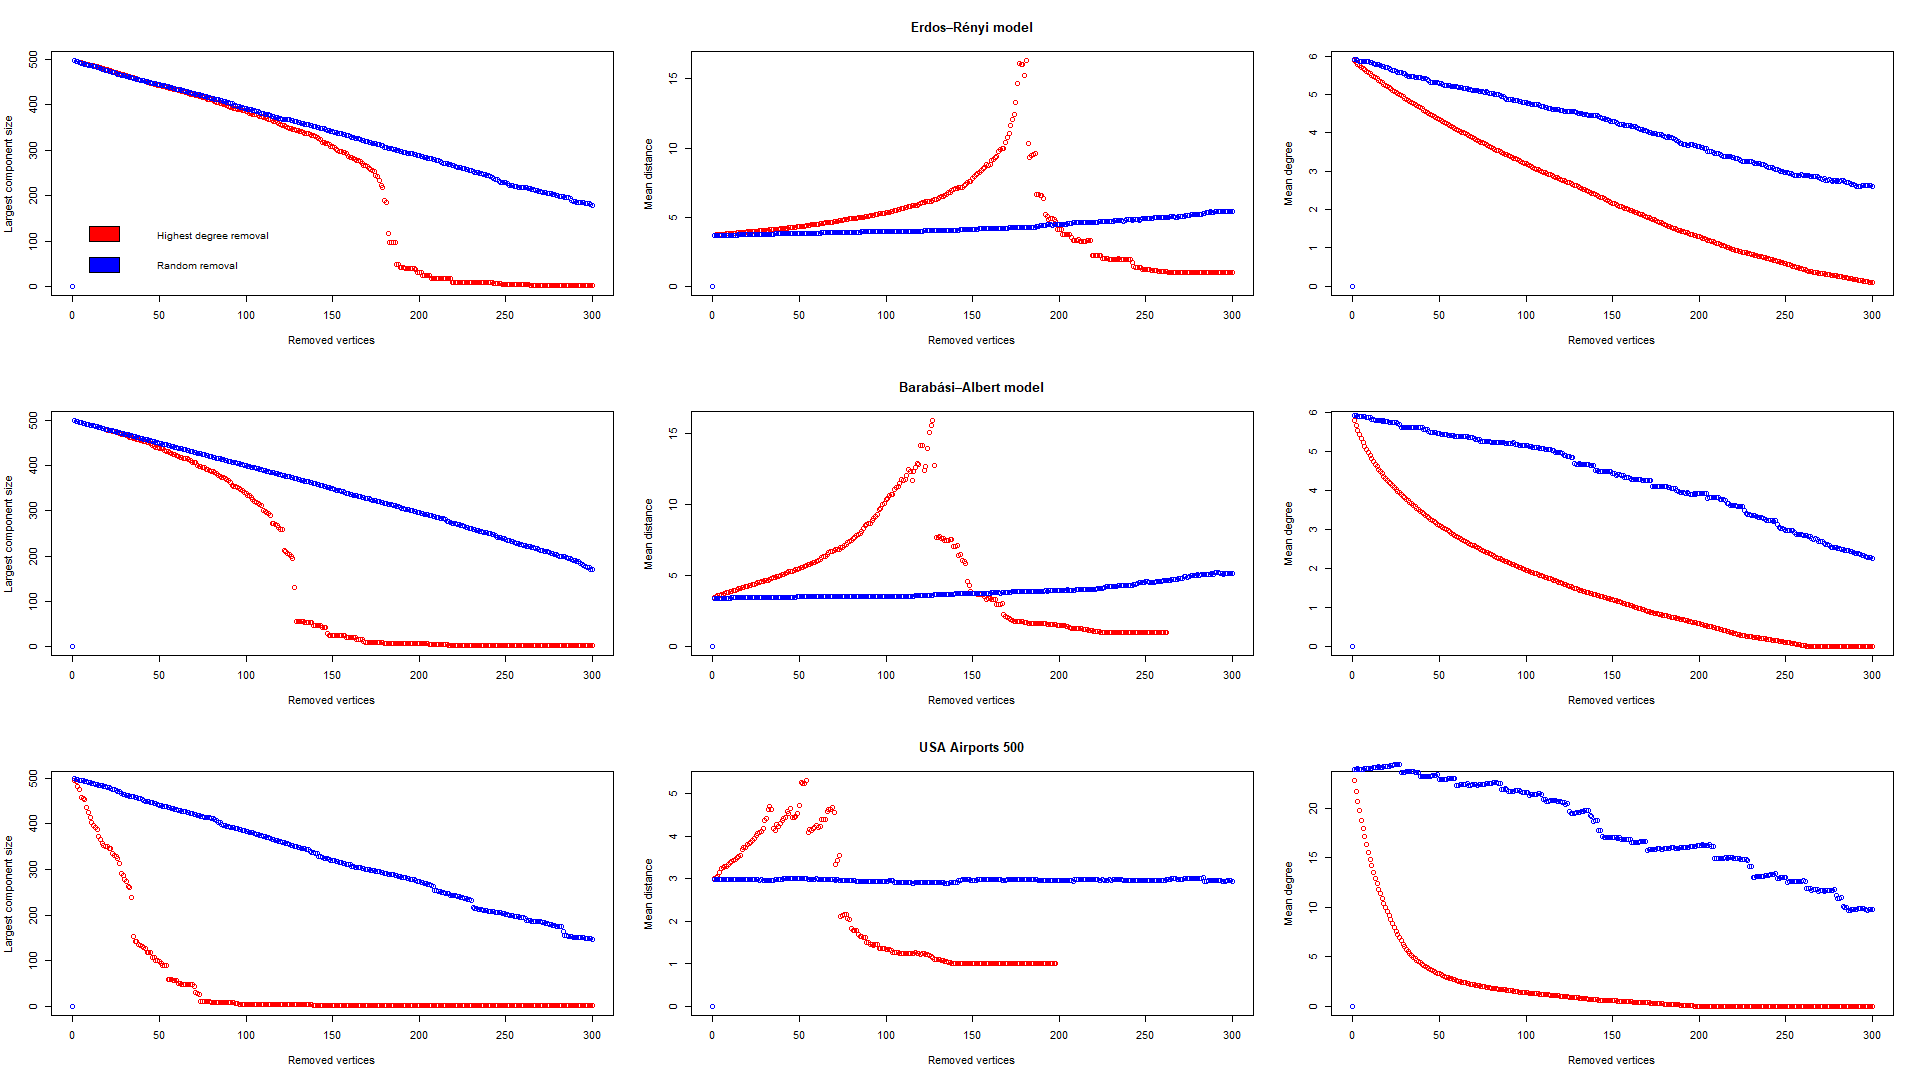 Erdos–Rényi model
Largest component size
0 100 200 300 400 500
Highest degree removal
Random removal
0 50 100 150 200 250 300
Removed vertices
Mean distance
0 5 10 15
0 50 100 150 200 250 300
Removed vertices
Mean degree
0 1 2 3 4 5 6
0 50 100 150 200 250 300
Removed vertices
Barabási–Albert model
Largest component size
0 100 200 300 400 500
0 50 100 150 200 250 300
Removed vertices
Mean distance
0 5 10 15
0 50 100 150 200 250 300
Removed vertices
Mean degree
0 1 2 3 4 5 6
0 50 100 150 200 250 300
Removed vertices
USA Airports 500
Largest component size
0 100 200 300 400 500
0 50 100 150 200 250 300
Removed vertices
Mean distance
0 1 2 3 4 5
0 50 100 150 200 250 300
Removed vertices
Mean degree
0 5 10 15 20
0 50 100 150 200 250 300
Removed vertices